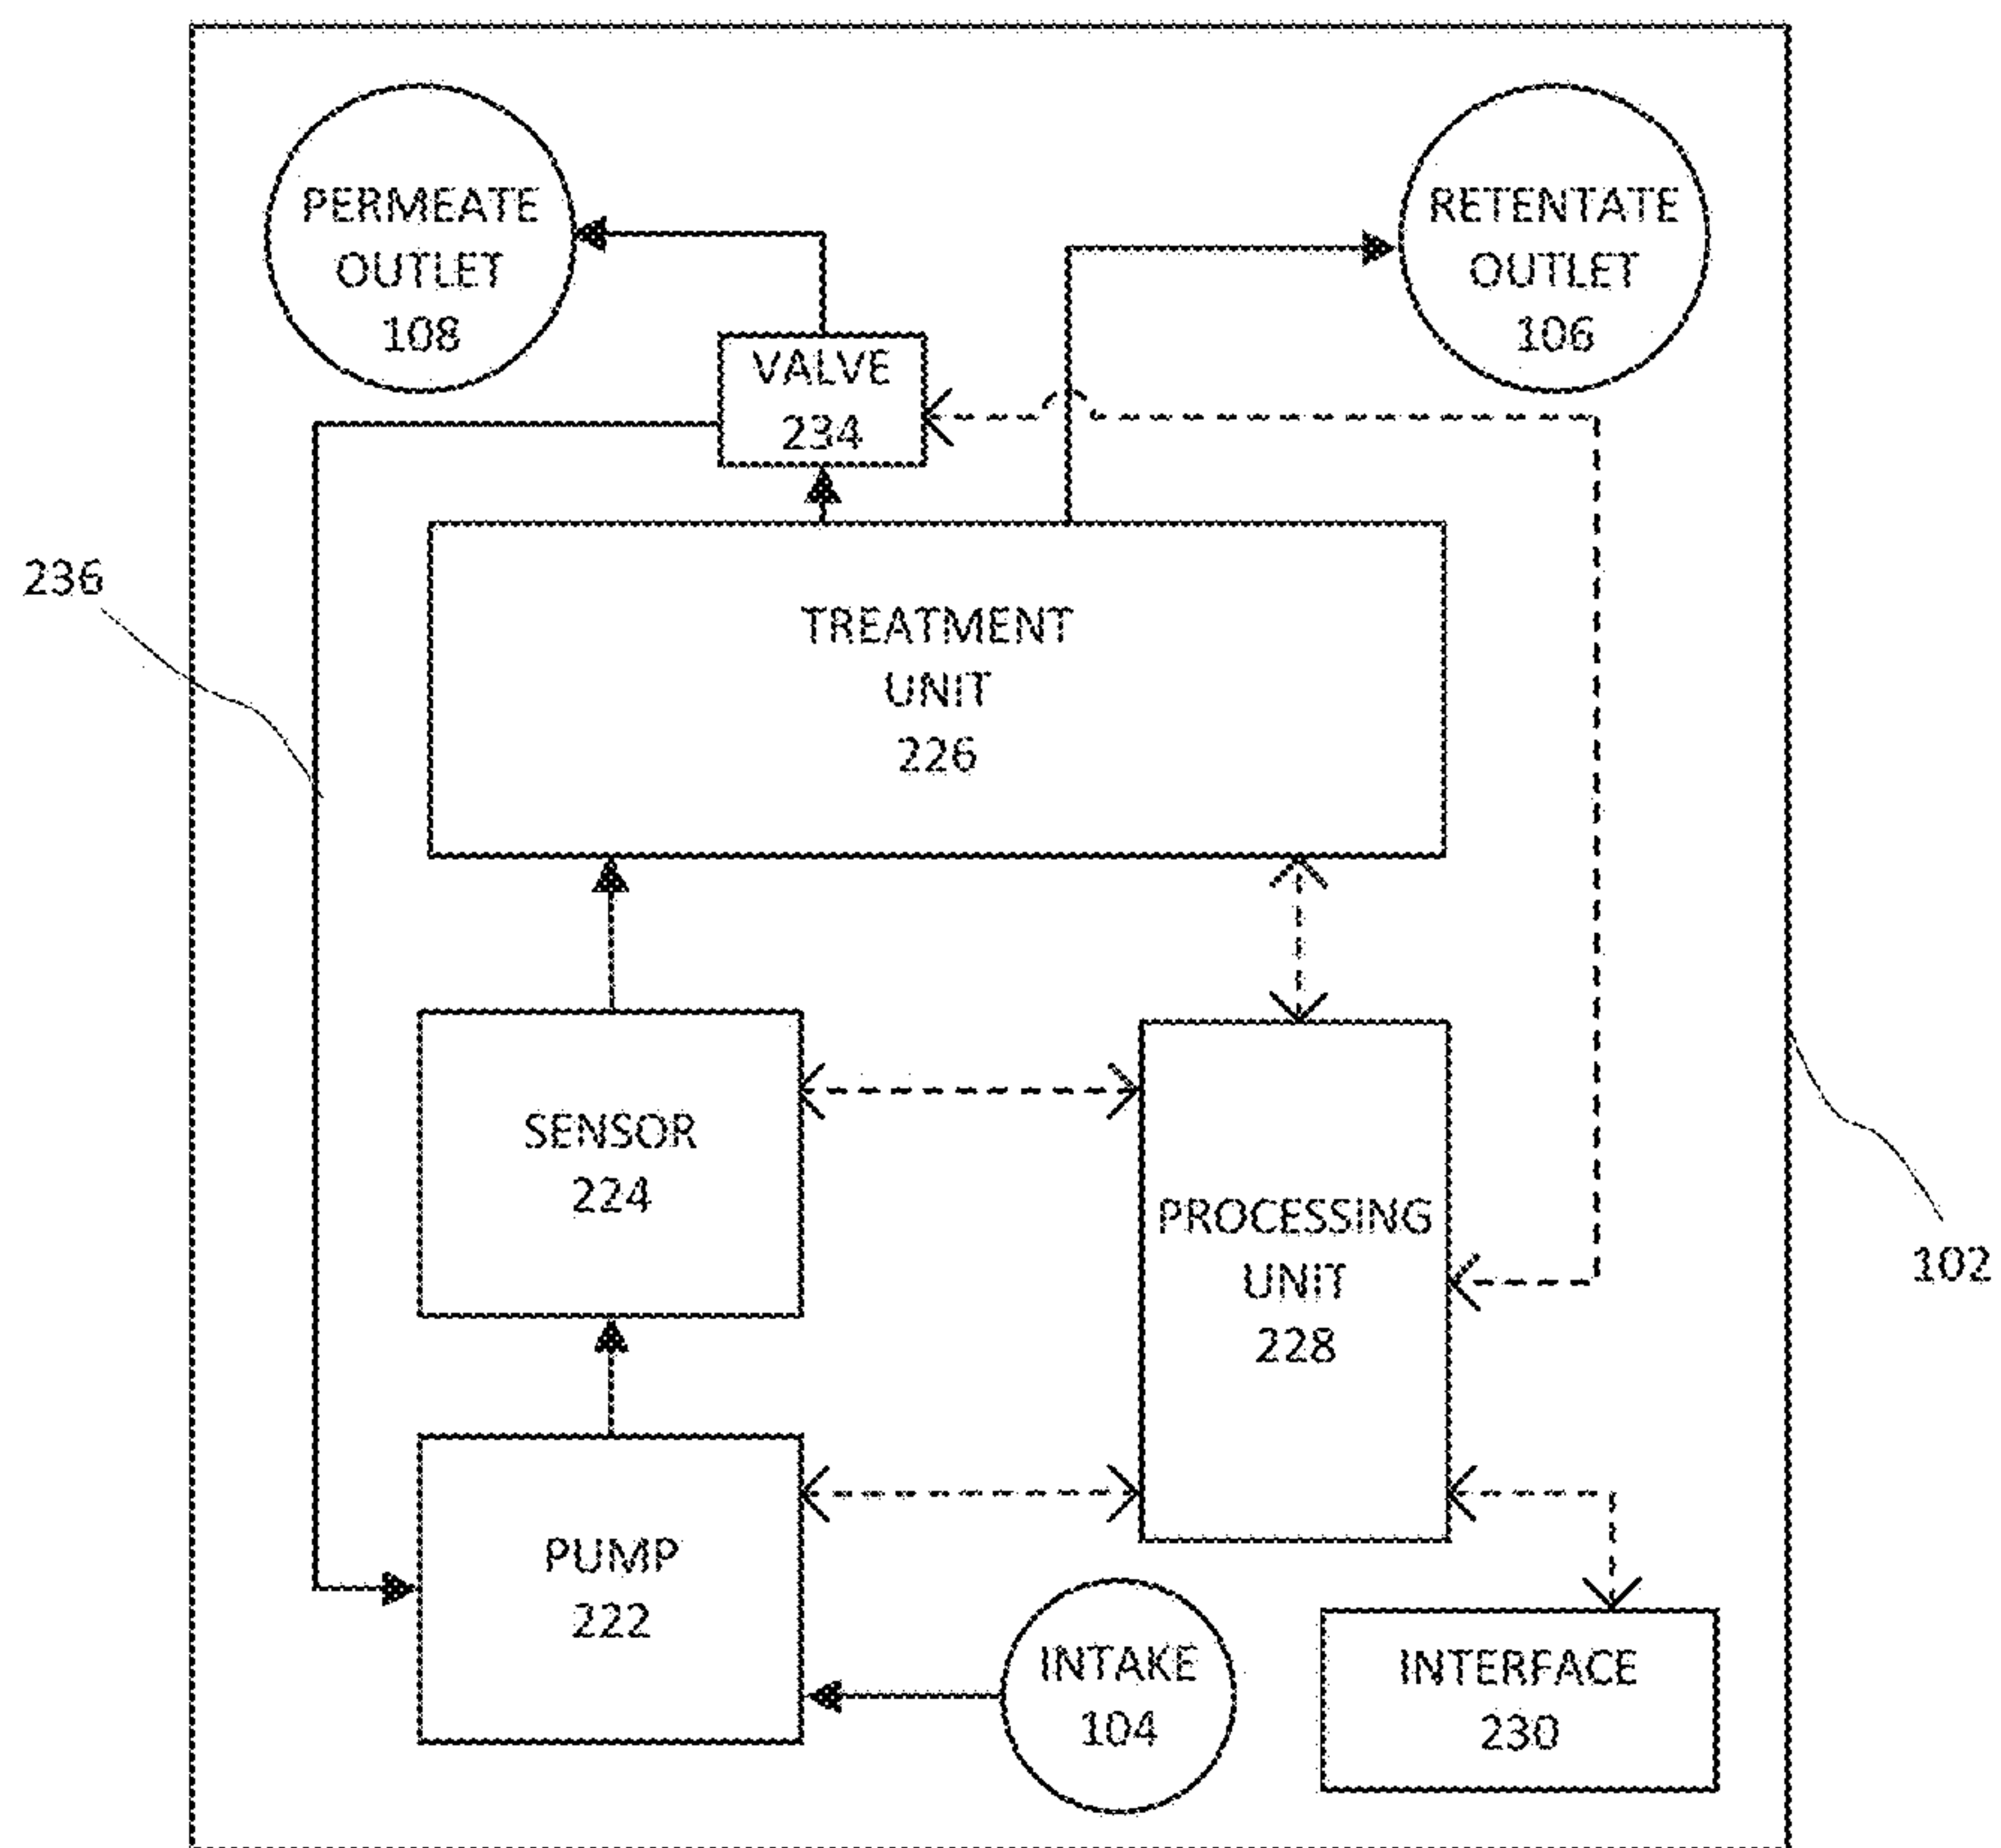 PERMEATE
OUTLET
108
RETENTATE
OUTLET
106
VALVE
234
236
TREATMENT
UNIT
226
SENSOR
224
PROCESSING
UNIT
228
102
PUMP
222
INTAKE
104
INTERFACE
230